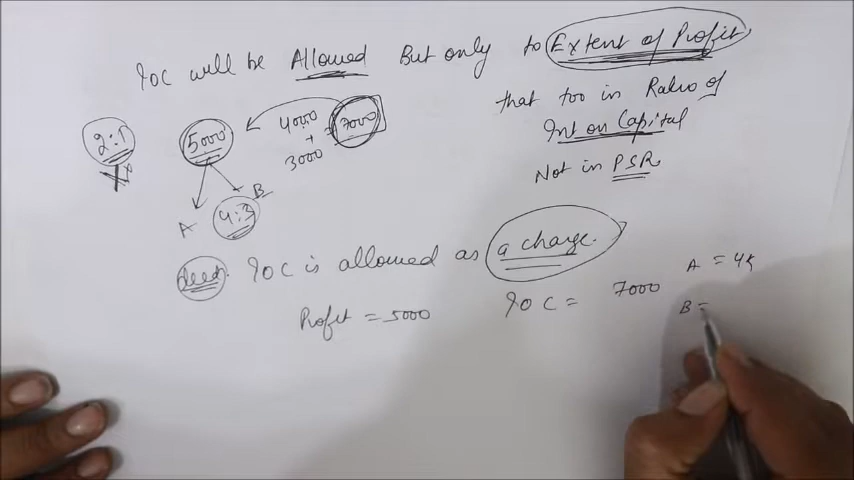 IOC will be Allowed But only to Extent of Profit
that too in Ratio of
Int on Capital
Not in PSR
2:1 5000 4000 + 3000 = 7000
A B
4:3
deed. IOC is allowed as a charge.
Profit = 5000 IOC = 7000 A = 4k
B =